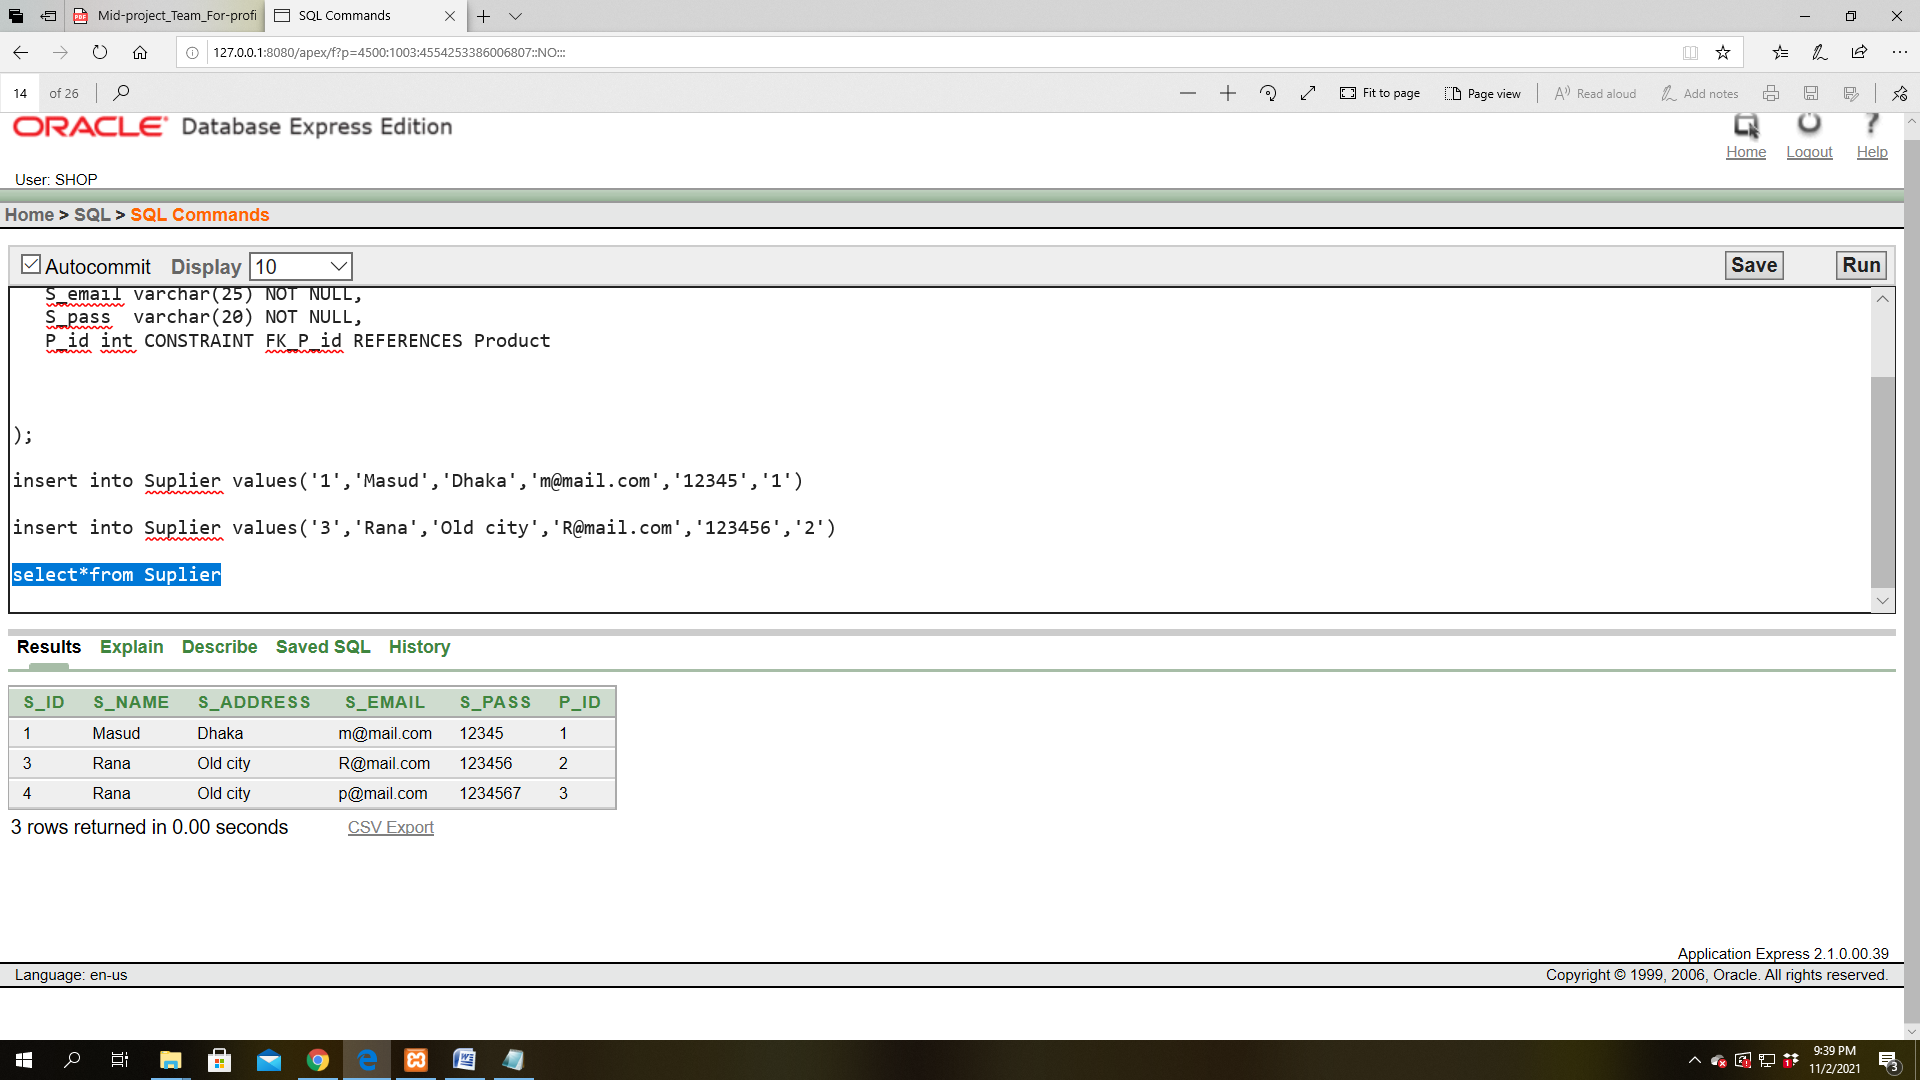 Mid-project_Team_For-profi
SQL Commands
127.0.0.1:8080/apex/f?p=4500:1003:4554253386006807::NO:::
14 of 26
Fit to page
Page view
Read aloud
Add notes
ORACLE Database Express Edition
Home Logout Help
User: SHOP
Home > SQL > SQL Commands
Autocommit Display 10
Save Run
S_email varchar(25) NOT NULL,
S_pass varchar(20) NOT NULL,
P_id int CONSTRAINT FK_P_id REFERENCES Product
);
insert into Suplier values('1','Masud','Dhaka','m@mail.com','12345','1')
insert into Suplier values('3','Rana','Old city','R@mail.com','123456','2')
select*from Suplier
Results Explain Describe Saved SQL History
S_ID S_NAME S_ADDRESS S_EMAIL S_PASS P_ID
1 Masud Dhaka m@mail.com 12345 1
3 Rana Old city R@mail.com 123456 2
4 Rana Old city p@mail.com 1234567 3
3 rows returned in 0.00 seconds CSV Export
Application Express 2.1.0.00.39
Language: en-us Copyright © 1999, 2006, Oracle. All rights reserved.
9:39 PM
11/2/2021
3